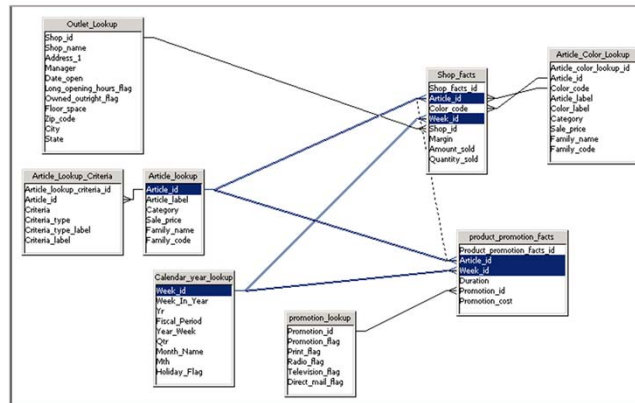 Outlet_Lookup
Shop_id
Shop_name
Address_1
Manager
Date_open
Long_opening_hours_flag
Owned_outright_flag
Floor_space
Zip_code
City
State
Shop_facts
Shop_facts_id
Article_id
Color_code
Week_id
Shop_id
Margin
Amount_sold
Quantity_sold
Article_Color_Lookup
Article_color_lookup_id
Article_id
Color_code
Article_label
Color_label
Category
Sale_price
Family_name
Family_code
Article_Lookup_Criteria
Article_lookup_criteria_id
Article_id
Criteria
Criteria_type
Criteria_type_label
Criteria_label
Article_lookup
Article_id
Article_label
Category
Sale_price
Family_name
Family_code
product_promotion_facts
Product_promotion_facts_id
Article_id
Week_id
Duration
Promotion_id
Promotion_cost
Calendar_year_lookup
Week_id
Week_In_Year
Yr
Fiscal_Period
Year_Week
Qtr
Month_Name
Mth
Holiday_Flag
promotion_lookup
Promotion_id
Promotion_flag
Print_flag
Radio_flag
Television_flag
Direct_mail_flag